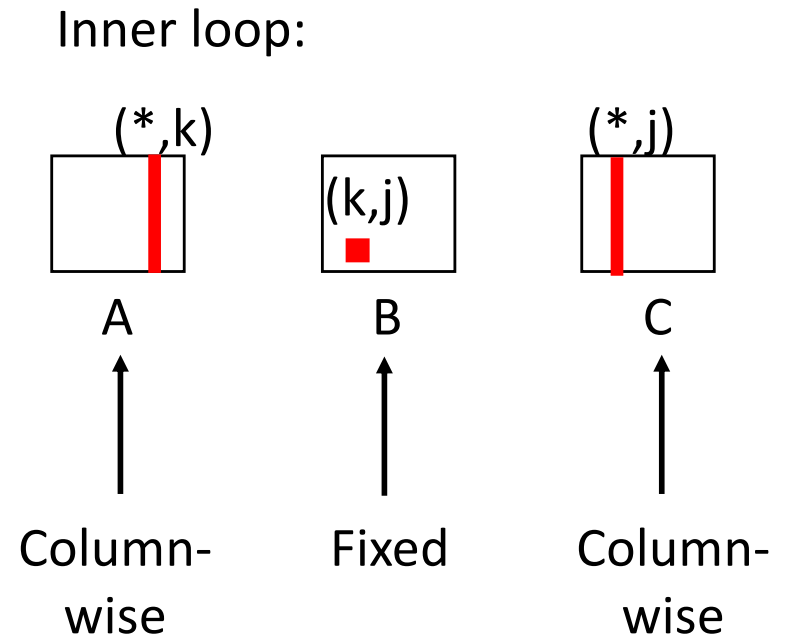 Inner loop:
(*,k)
(*,j)
(k,j)
A
B
C
Column-
wise
Fixed
Column-
wise